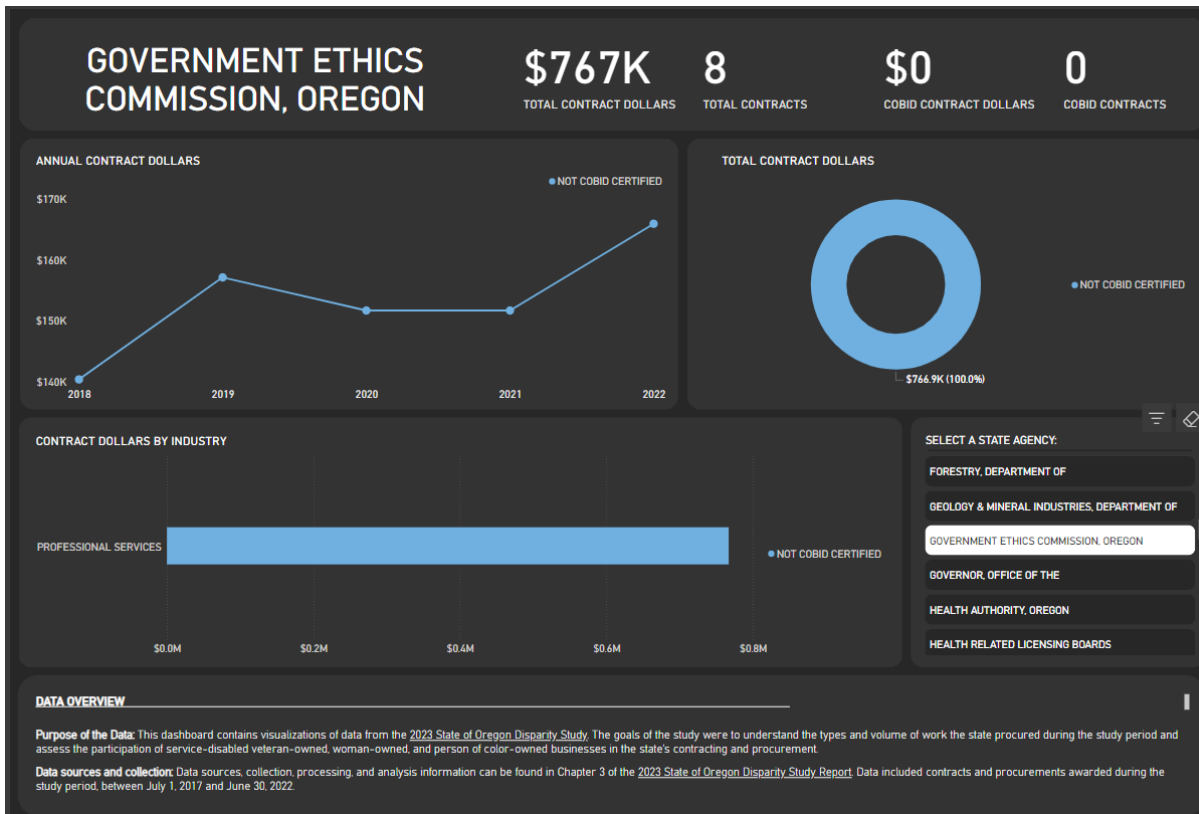 GOVERNMENT ETHICS
COMMISSION, OREGON
$767K
TOTAL CONTRACT DOLLARS
8
TOTAL CONTRACTS
$0
COBID CONTRACT DOLLARS
0
COBID CONTRACTS
ANNUAL CONTRACT DOLLARS
NOT COBID CERTIFIED
$170K
$160K
$150K
$140K
2018
2019
2020
2021
2022
TOTAL CONTRACT DOLLARS
NOT COBID CERTIFIED
$766.9K (100.0%)
CONTRACT DOLLARS BY INDUSTRY
PROFESSIONAL SERVICES
NOT COBID CERTIFIED
$0.0M
$0.2M
$0.4M
$0.6M
$0.8M
SELECT A STATE AGENCY:
FORESTRY, DEPARTMENT OF
GEOLOGY & MINERAL INDUSTRIES, DEPARTMENT OF
GOVERNMENT ETHICS COMMISSION, OREGON
GOVERNOR, OFFICE OF THE
HEALTH AUTHORITY, OREGON
HEALTH RELATED LICENSING BOARDS
DATA OVERVIEW
Purpose of the Data: This dashboard contains visualizations of data from the 2023 State of Oregon Disparity Study. The goals of the study were to understand the types and volume of work the state procured during the study period and
assess the participation of service-disabled veteran-owned, woman-owned, and person of color-owned businesses in the state's contracting and procurement.
Data sources and collection: Data sources, collection, processing, and analysis information can be found in Chapter 3 of the 2023 State of Oregon Disparity Study Report. Data included contracts and procurements awarded during the
study period, between July 1, 2017 and June 30, 2022.